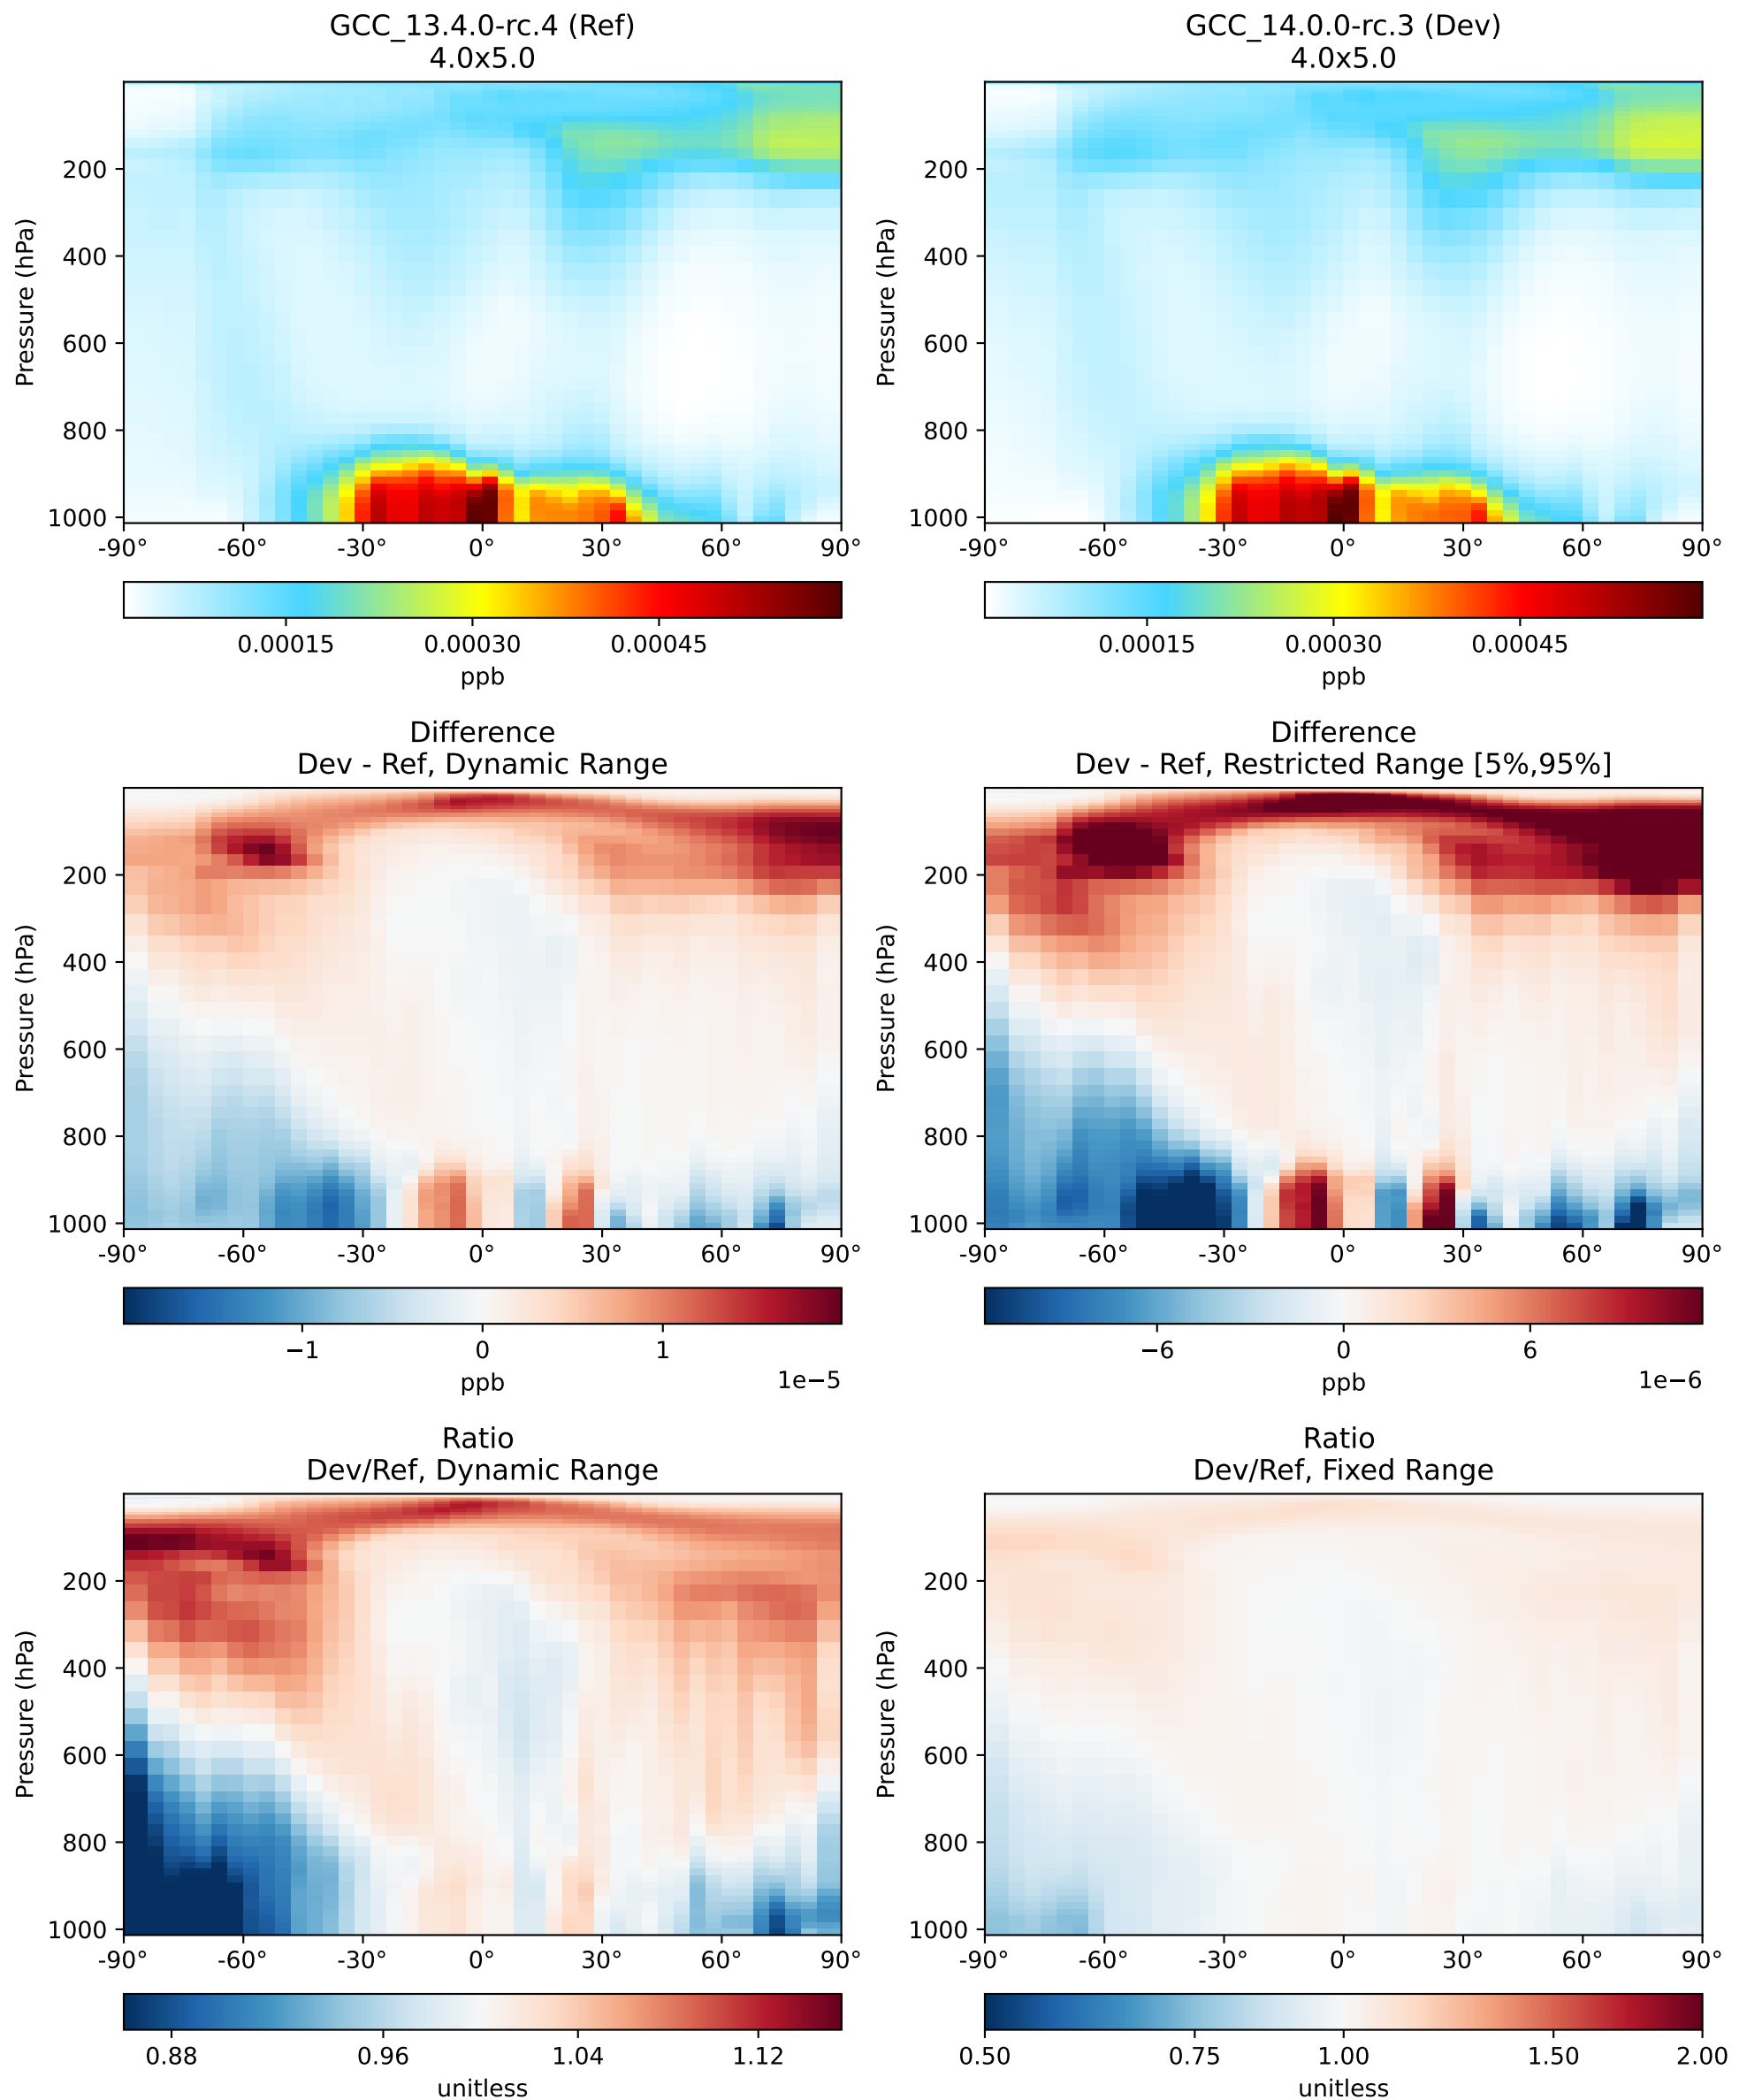 GCC_13.4.0-rc.4 (Ref)
4.0x5.0
Pressure (hPa)
200
400
600
800
1000
-90° -60° -30° 0° 30° 60° 90°
0.00015 0.00030 0.00045
ppb
GCC_14.0.0-rc.3 (Dev)
4.0x5.0
Pressure (hPa)
200
400
600
800
1000
-90° -60° -30° 0° 30° 60° 90°
0.00015 0.00030 0.00045
ppb
Difference
Dev - Ref, Dynamic Range
Pressure (hPa)
200
400
600
800
1000
-90° -60° -30° 0° 30° 60° 90°
−1 0 1
ppb 1e−5
Difference
Dev - Ref, Restricted Range [5%,95%]
Pressure (hPa)
200
400
600
800
1000
-90° -60° -30° 0° 30° 60° 90°
−6 0 6
ppb 1e−6
Ratio
Dev/Ref, Dynamic Range
Pressure (hPa)
200
400
600
800
1000
-90° -60° -30° 0° 30° 60° 90°
0.88 0.96 1.04 1.12
unitless
Ratio
Dev/Ref, Fixed Range
Pressure (hPa)
200
400
600
800
1000
-90° -60° -30° 0° 30° 60° 90°
0.50 0.75 1.00 1.50 2.00
unitless